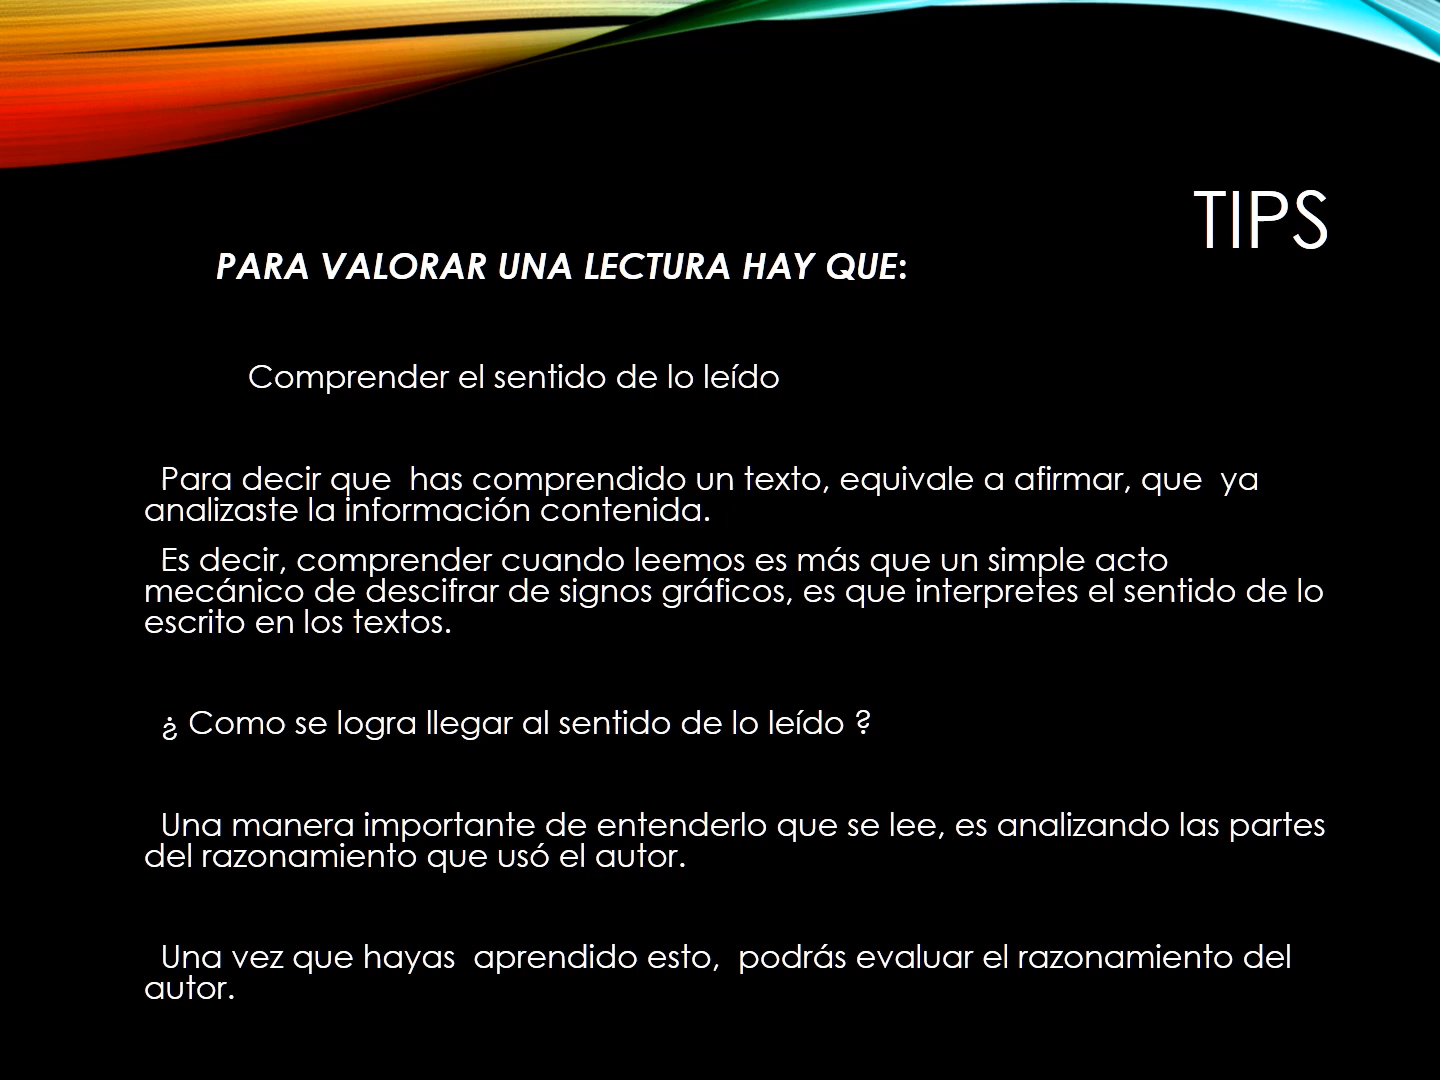 TIPS
PARA VALORAR UNA LECTURA HAY QUE:
Comprender el sentido de lo leído
Para decir que has comprendido un texto, equivale a afirmar, que ya
analizaste la información contenida.
Es decir, comprender cuando leemos es más que un simple acto
mecánico de descifrar de signos gráficos, es que interpretes el sentido de lo
escrito en los textos.
¿ Como se logra llegar al sentido de lo leído ?
Una manera importante de entenderlo que se lee, es analizando las partes
del razonamiento que usó el autor.
Una vez que hayas aprendido esto, podrás evaluar el razonamiento del
autor.